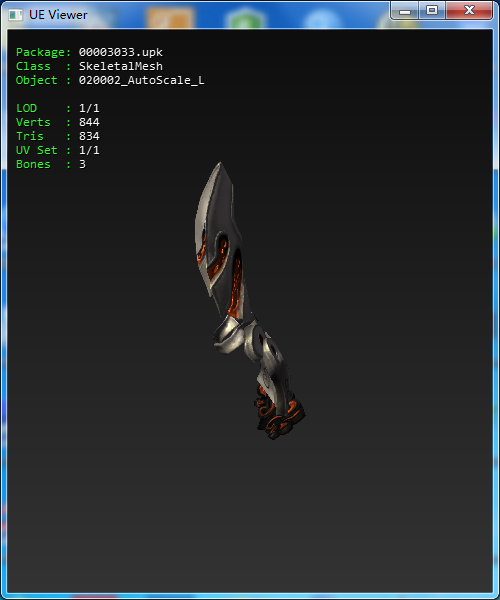 UE Viewer
Package: 00003033.upk
Class : SkeletalMesh
Object : 020002_AutoScale_L
LOD : 1/1
Verts : 844
Tris : 834
UV Set : 1/1
Bones : 3